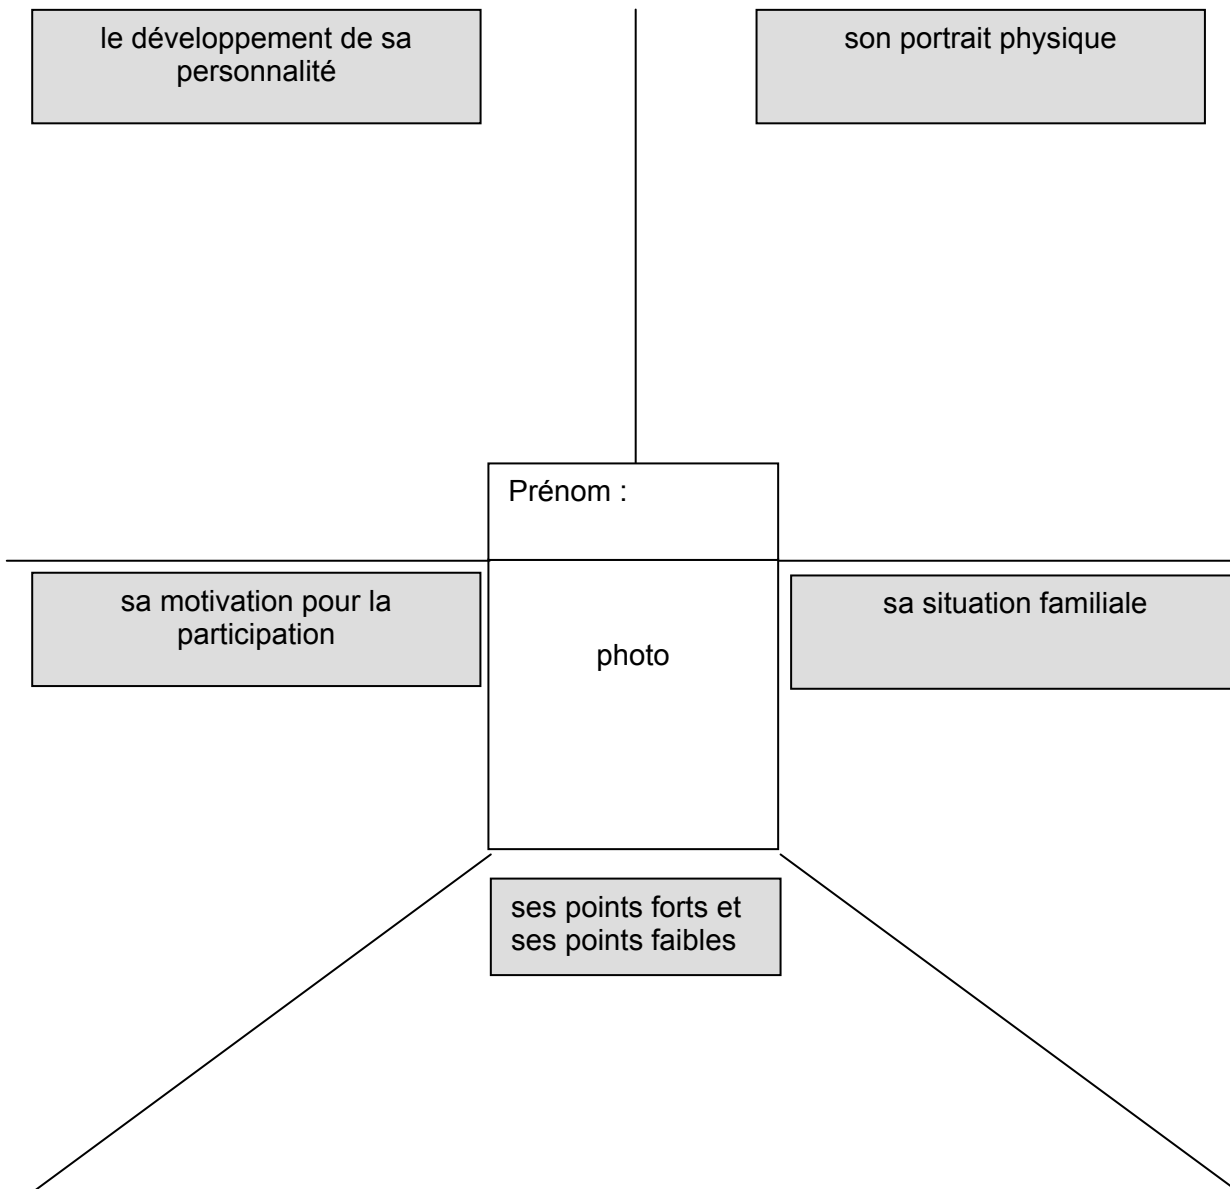 le développement de sa
personnalité
son portrait physique
Prénom :
sa motivation pour la
participation
photo
sa situation familiale
ses points forts et
ses points faibles